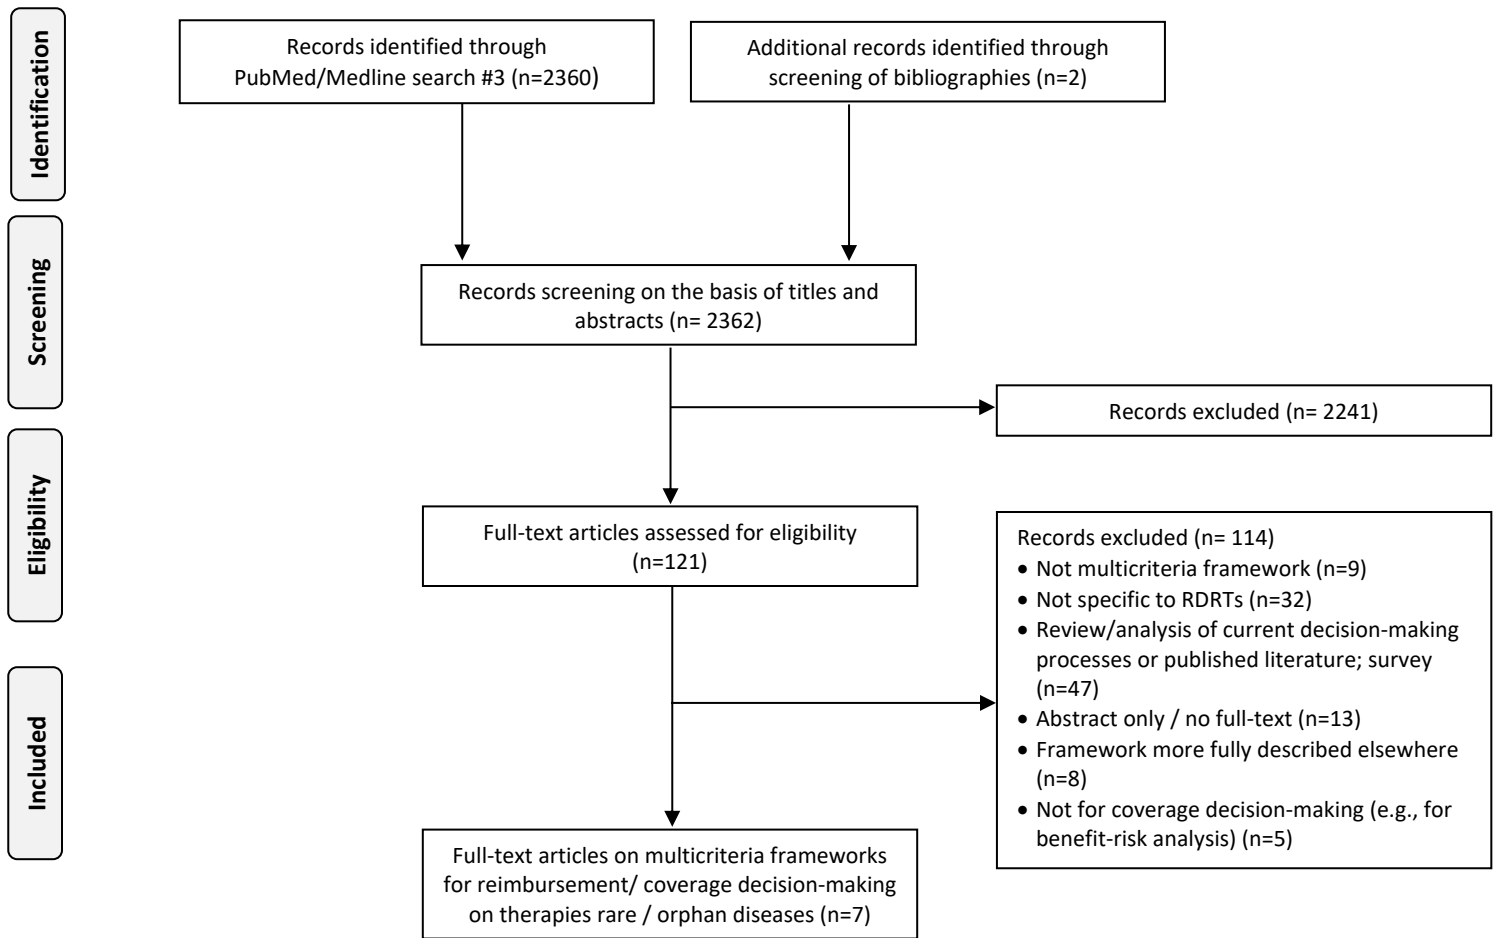 Identification
Records identified through
PubMed/Medline search #3 (n=2360)
Additional records identified through
screening of bibliographies (n=2)
Screening
Records screening on the basis of titles and
abstracts (n= 2362)
Records excluded (n= 2241)
Eligibility
Full-text articles assessed for eligibility
(n=121)
Records excluded (n= 114)
• Not multicriteria framework (n=9)
• Not specific to RDRTs (n=32)
• Review/analysis of current decision-making
processes or published literature; survey
(n=47)
• Abstract only / no full-text (n=13)
• Framework more fully described elsewhere
(n=8)
• Not for coverage decision-making (e.g., for
benefit-risk analysis) (n=5)
Included
Full-text articles on multicriteria frameworks
for reimbursement/ coverage decision-making
on therapies rare / orphan diseases (n=7)